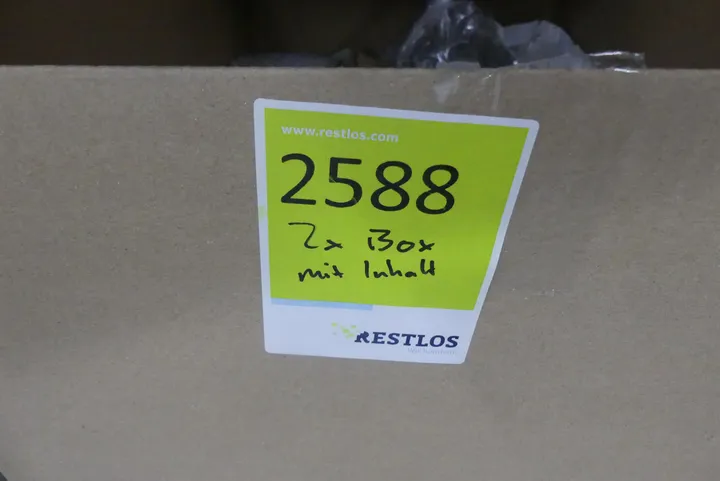 www.restlos.com
2588
2x Box
mit Inhalt
RESTLOS